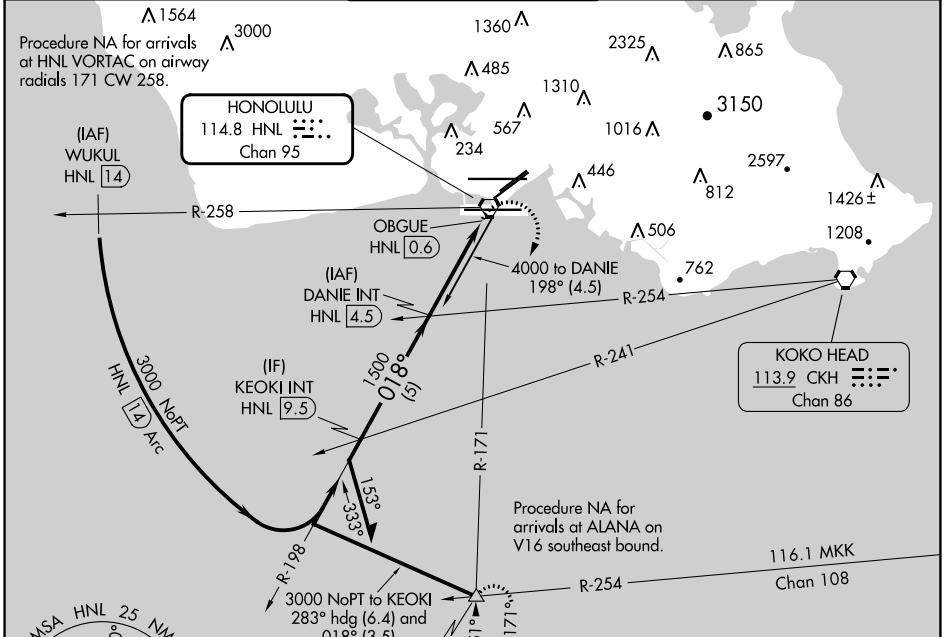 1564
3000
Procedure NA for arrivals
at HNL VORTAC on airway
radials 171 CW 258.
1360
2325
865
485
1310
3150
567
1016
234
2597
446
812
1426 ±
506
1208
762
HONOLULU
114.8 HNL
Chan 95
(IAF)
WUKUL
HNL 14
R-258
OBGUE
HNL 0.6
4000 to DANIE
198° (4.5)
(IAF)
DANIE INT
HNL 4.5
R-254
R-241
KOKO HEAD
113.9 CKH
Chan 86
(IF)
KEOKI INT
HNL 9.5
1500
018°
(5)
3000 NoPT
HNL 14 Arc
R-171
153°
333°
R-198
Procedure NA for
arrivals at ALANA on
V16 southeast bound.
116.1 MKK
Chan 108
R-254
3000 NoPT to KEOKI
283° hdg (6.4) and
018° (3.5)
171°
MSA HNL 25 NM